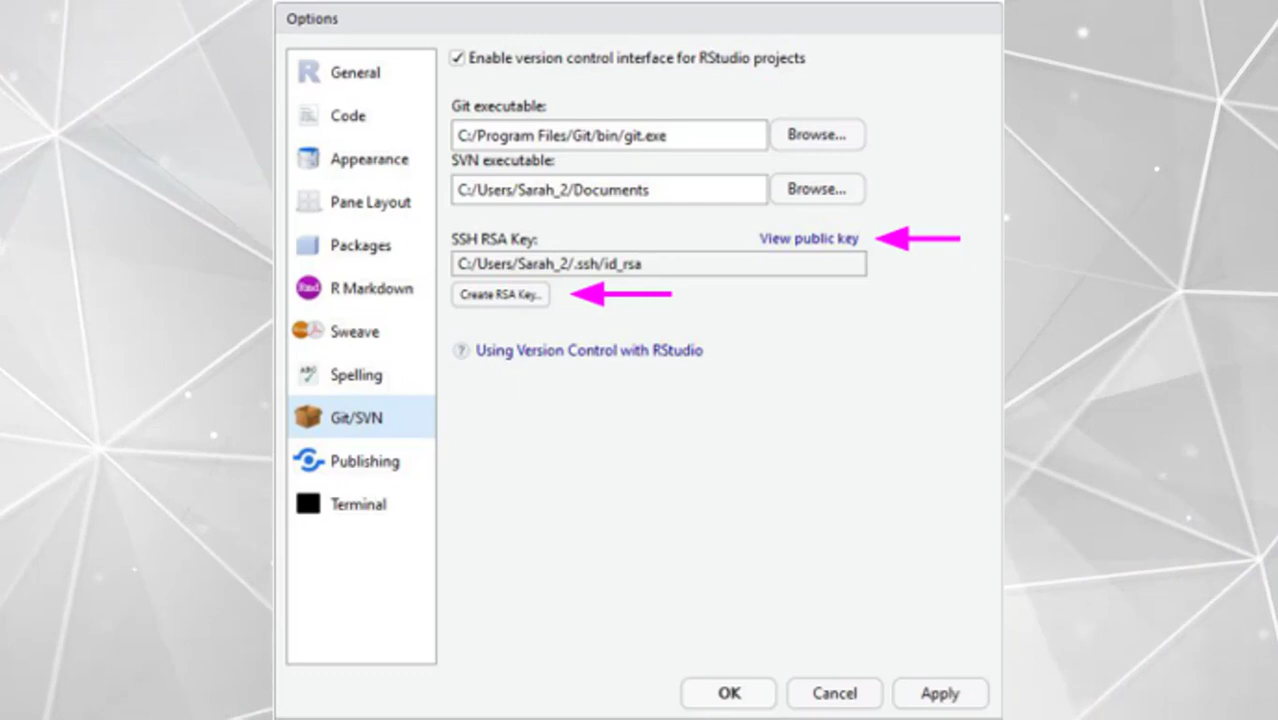 Options
General
Code
Appearance
Pane Layout
Packages
Rmd
R Markdown
Sweave
ABC
Spelling
Git/SVN
Publishing
Terminal
Enable version control interface for RStudio projects
Git executable:
C:/Program Files/Git/bin/git.exe
Browse...
SVN executable:
C:/Users/Sarah_2/Documents
Browse...
SSH RSA Key:
View public key
C:/Users/Sarah_2/.ssh/id_rsa
Create RSA Key...
? Using Version Control with RStudio
OK
Cancel
Apply